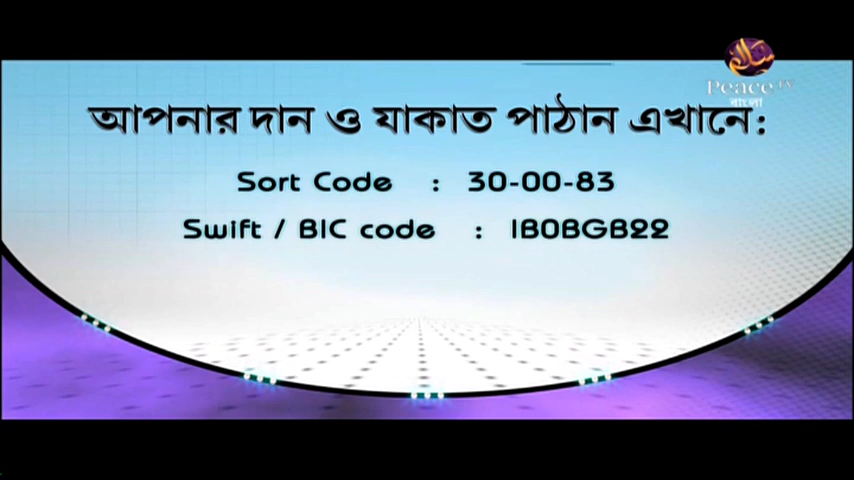 Peace TV
বাংলা
আপনার দান ও যাকাত পাঠান এখানে:
Sort Code : 30-00-83
Swift / BIC code : IBOBGB22